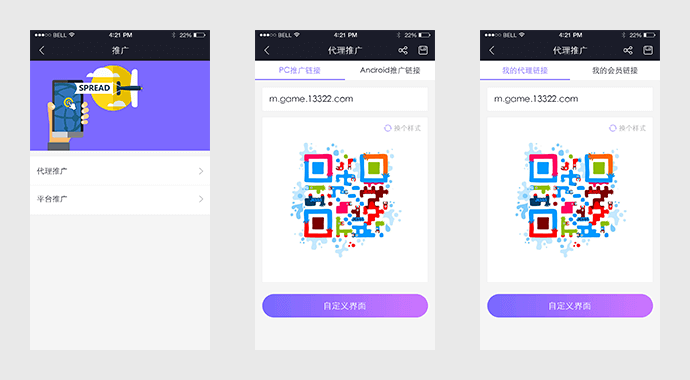 BELL 4:21 PM 22%
推广
SPREAD
代理推广
平台推广
BELL 4:21 PM 22%
代理推广
PC推广链接 Android推广链接
m.game.13322.com
换个样式
自定义界面
BELL 4:21 PM 22%
代理推广
我的代理链接 我的会员链接
m.game.13322.com
换个样式
自定义界面